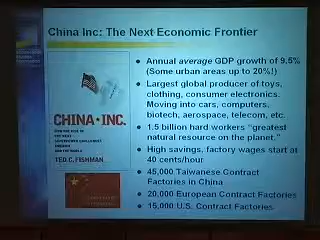 China Inc: The Next Economic Frontier
Annual average GDP growth of 9.5%
(Some urban areas up to 20%!)
Largest global producer of toys,
clothing, consumer electronics.
Moving into cars, computers,
biotech, aerospace, telecom, etc.
1.5 billion hard workers "greatest
natural resource on the planet."
High savings, factory wages start at
40 cents/hour
45,000 Taiwanese Contract
Factories in China
20,000 European Contract Factories
15,000 U.S. Contract Factories.
CHINA·INC.
TED C. FISHMAN